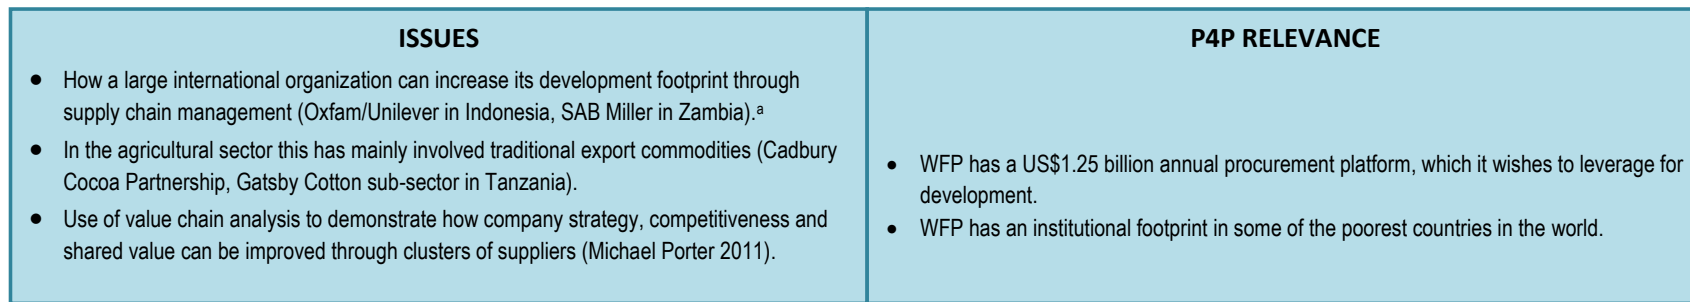 ISSUES
● How a large international organization can increase its development footprint through
supply chain management (Oxfam/Unilever in Indonesia, SAB Miller in Zambia).ᵃ
● In the agricultural sector this has mainly involved traditional export commodities (Cadbury
Cocoa Partnership, Gatsby Cotton sub-sector in Tanzania).
● Use of value chain analysis to demonstrate how company strategy, competitiveness and
shared value can be improved through clusters of suppliers (Michael Porter 2011).
P4P RELEVANCE
● WFP has a US$1.25 billion annual procurement platform, which it wishes to leverage for
development.
● WFP has an institutional footprint in some of the poorest countries in the world.